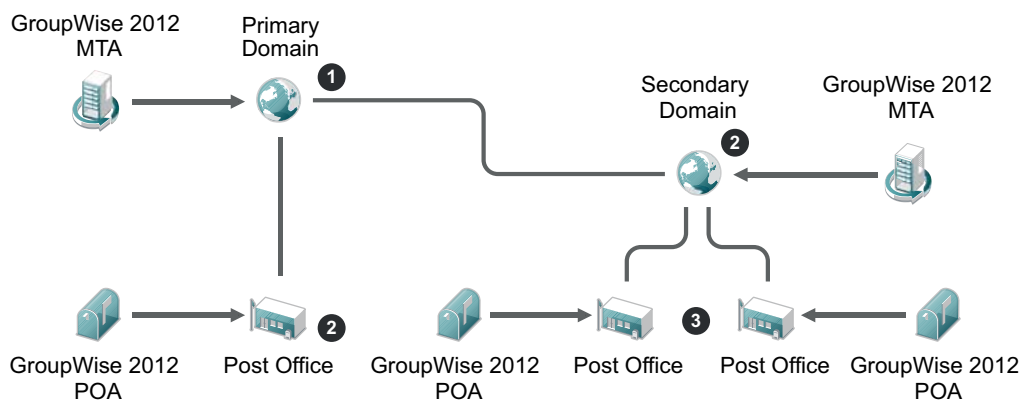 GroupWise 2012
MTA
Primary
Domain
1
Secondary
Domain
2
GroupWise 2012
MTA
GroupWise 2012
POA
Post Office
2
GroupWise 2012
POA
Post Office
3
Post Office
GroupWise 2012
POA